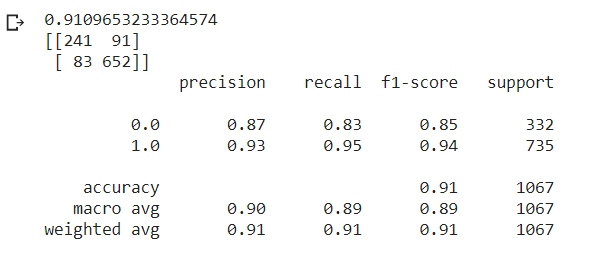 0.9109653233364574
[[241 91]
[ 83 652]]
precision recall f1-score support
0.0 0.87 0.83 0.85 332
1.0 0.93 0.95 0.94 735
accuracy 0.91 1067
macro avg 0.90 0.89 0.89 1067
weighted avg 0.91 0.91 0.91 1067